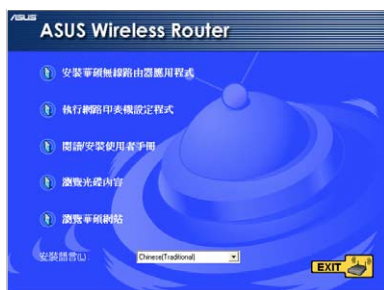 ASUS
ASUS Wireless Router
安裝華碩無線路由器應用程式
執行網路印表機設定程式
閱讀/安裝使用者手冊
瀏覽光碟內容
瀏覽華碩網站
安裝語言(L)
Chinese(Traditional)
EXIT